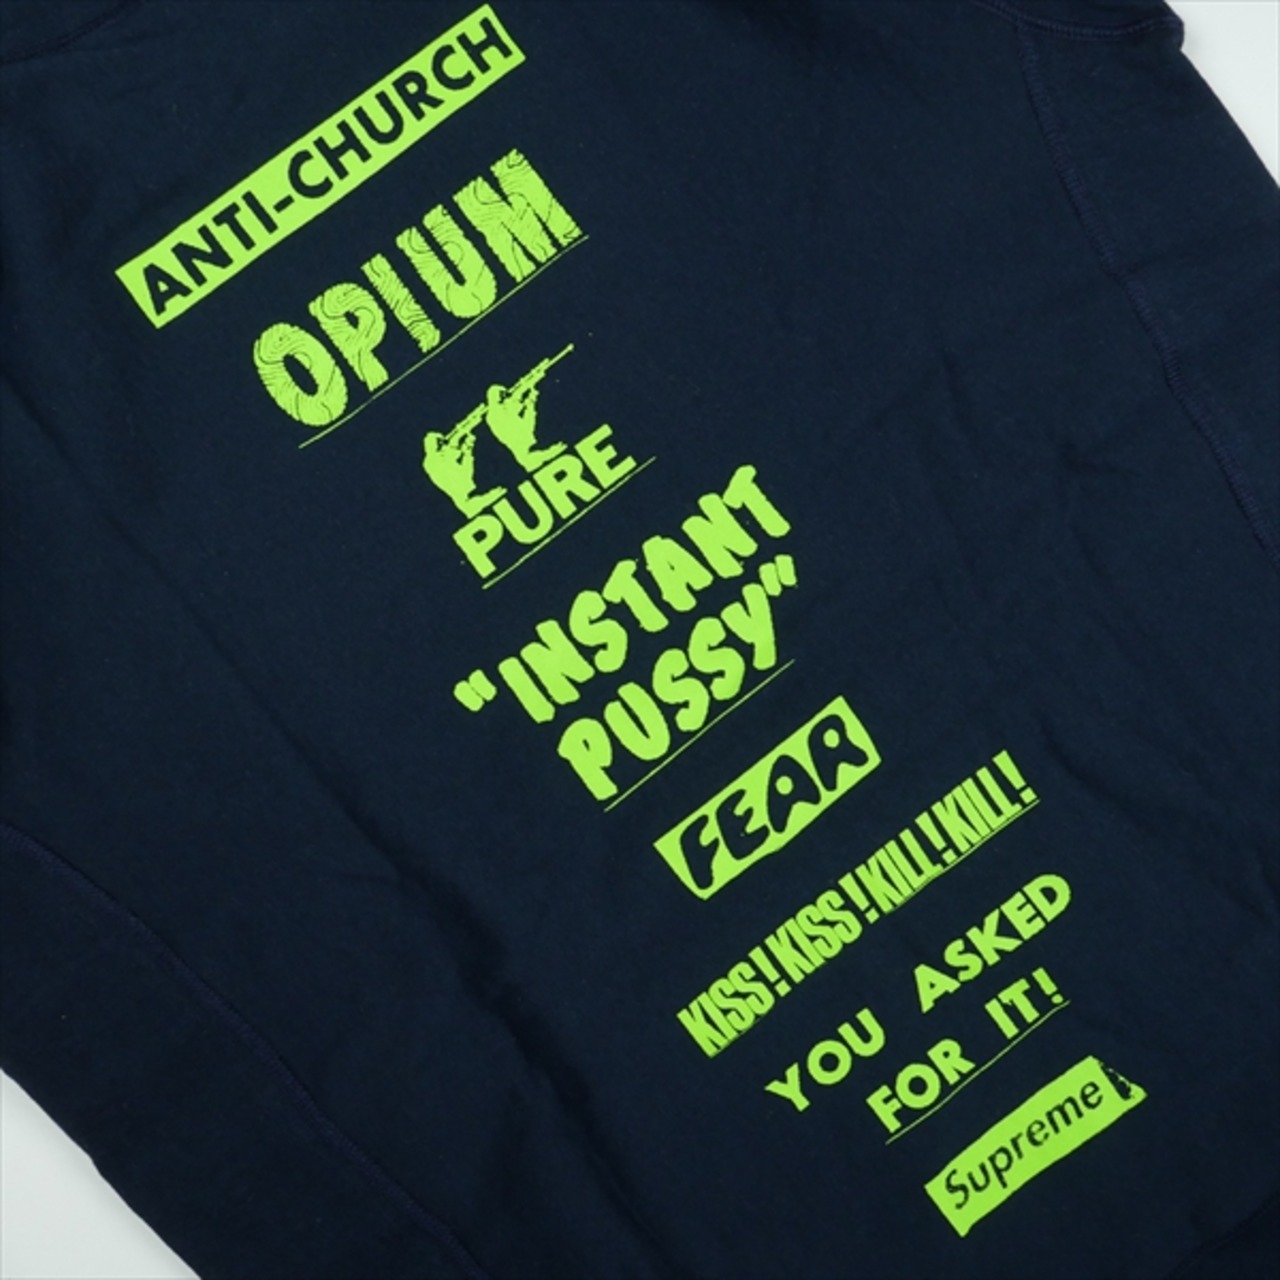 ANTI-CHURCH
OPIUM
PURE
"INSTANT
PUSSY"
FEAR
KISS!KISS!KILL!KILL!
YOU ASKED
FOR IT!
Supreme